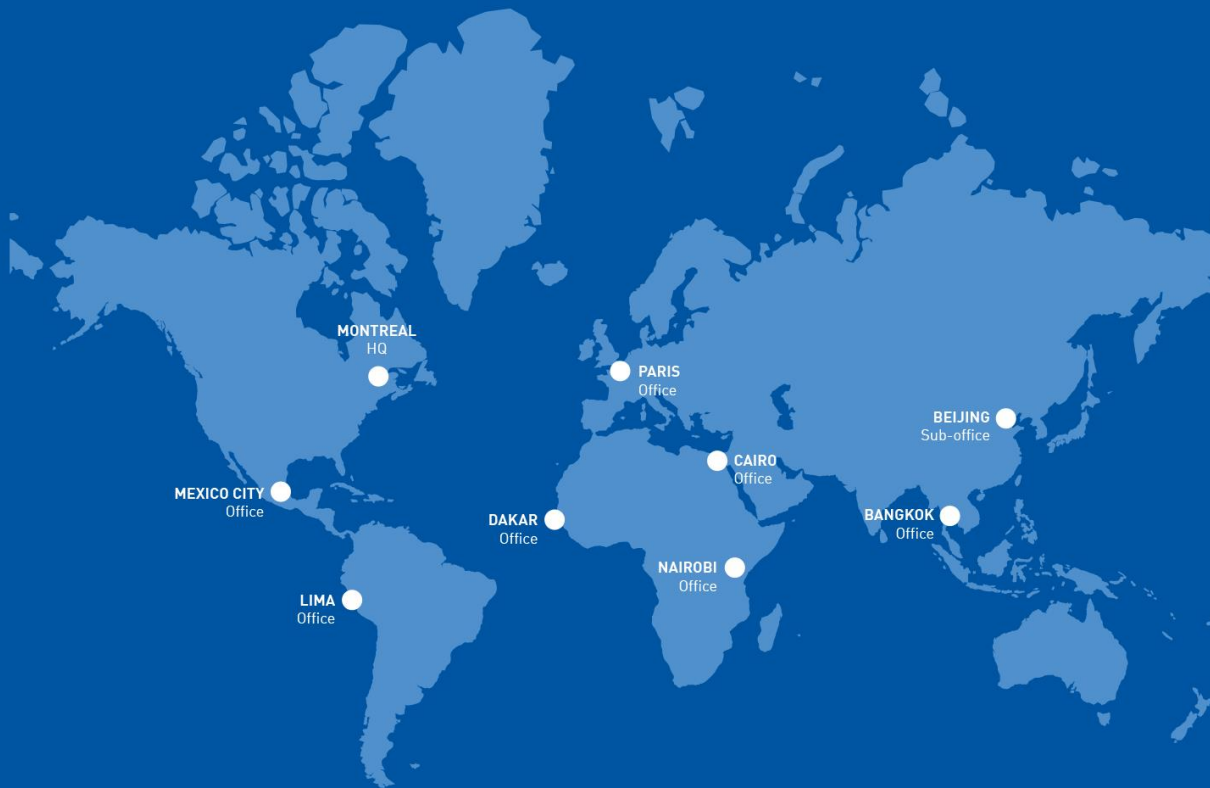 MONTREAL
HQ
PARIS
Office
BEIJING
Sub-office
CAIRO
Office
MEXICO CITY
Office
DAKAR
Office
BANGKOK
Office
NAIROBI
Office
LIMA
Office